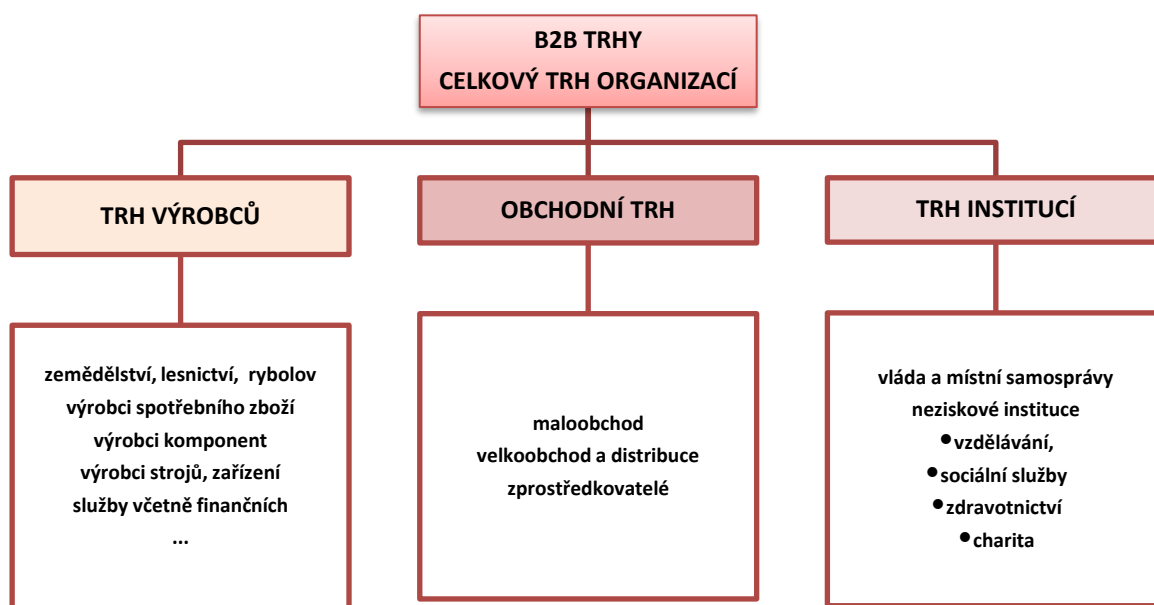 B2B TRHY
CELKOVÝ TRH ORGANIZACÍ
TRH VÝROBCŮ
zemědělství, lesnictví, rybolov
výrobci spotřebního zboží
výrobci komponent
výrobci strojů, zařízení
služby včetně finančních
...
OBCHODNÍ TRH
maloobchod
velkoobchod a distribuce
zprostředkovatelé
TRH INSTITUCÍ
vláda a místní samosprávy
neziskové instituce
•vzdělávání,
•sociální služby
•zdravotnictví
•charita